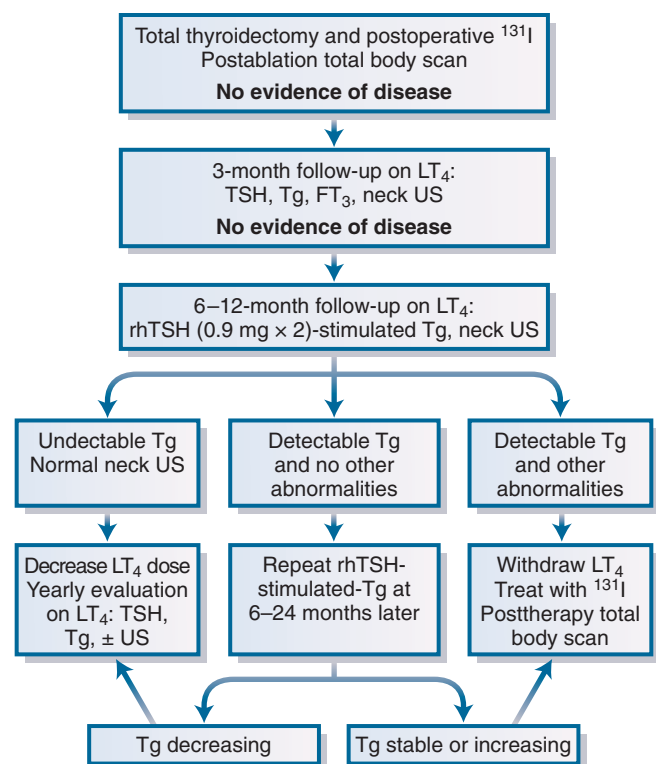 Total thyroidectomy and postoperative ¹³¹I
Postablation total body scan
No evidence of disease
3-month follow-up on LT₄:
TSH, Tg, FT₃, neck US
No evidence of disease
6–12-month follow-up on LT₄:
rhTSH (0.9 mg × 2)-stimulated Tg, neck US
Undectable Tg
Normal neck US
Detectable Tg
and no other
abnormalities
Detectable Tg
and other
abnormalities
Decrease LT₄ dose
Yearly evaluation
on LT₄: TSH,
Tg, ± US
Repeat rhTSH-
stimulated-Tg at
6–24 months later
Withdraw LT₄
Treat with ¹³¹I
Posttherapy total
body scan
Tg decreasing
Tg stable or increasing